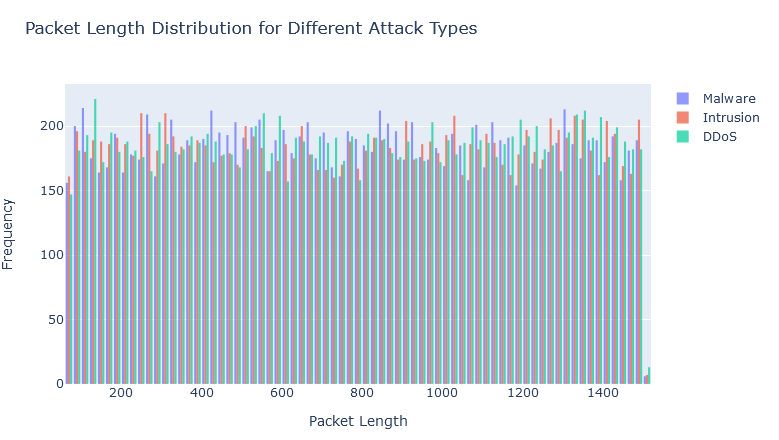 Packet Length Distribution for Different Attack Types
Malware
Intrusion
DDoS
Frequency
200
150
100
50
0
200
400
600
800
1000
1200
1400
Packet Length